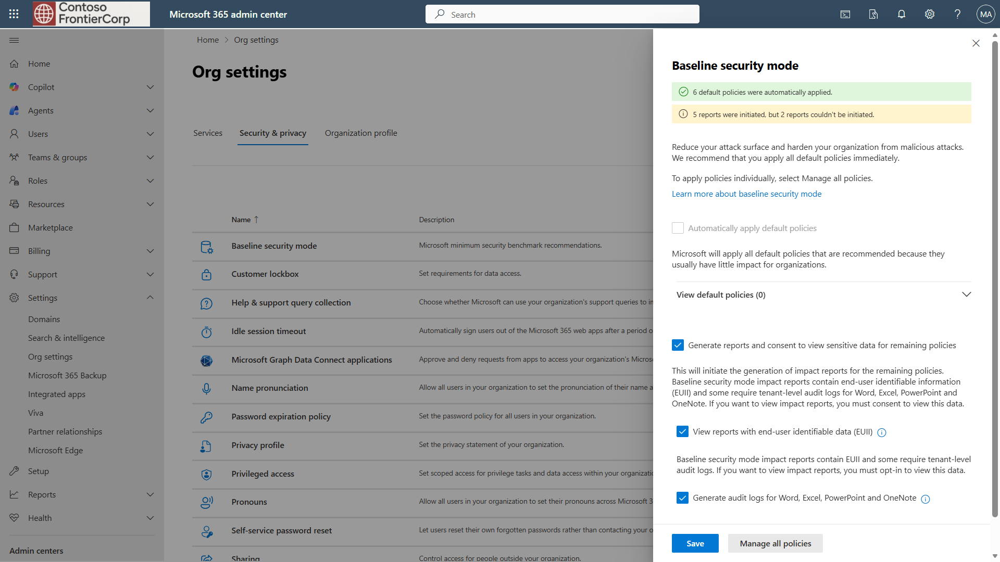 Contoso
FrontierCorp
Microsoft 365 admin center
Search
MA
Home
Copilot
Agents
Users
Teams & groups
Roles
Resources
Marketplace
Billing
Support
Settings
Domains
Search & intelligence
Org settings
Microsoft 365 Backup
Integrated apps
Viva
Partner relationships
Microsoft Edge
Setup
Reports
Health
Admin centers
Home > Org settings
Org settings
Services
Security & privacy
Organization profile
Name ↑ Description
Baseline security mode Microsoft minimum security benchmark recommendations.
Customer lockbox Set requirements for data access.
Help & support query collection Choose whether Microsoft can use your organization's support queries to in
Idle session timeout Automatically sign users out of the Microsoft 365 web apps after a period o
Microsoft Graph Data Connect applications Approve and deny requests from apps to access your organization's Micros
Name pronunciation Allow all users in your organization to set the pronunciation of their name a
Password expiration policy Set the password policy for all users in your organization.
Privacy profile Set the privacy statement of your organization.
Privileged access Set scoped access for privilege tasks and data access within your organizatio
Pronouns Allow all users in your organization to set their pronouns across Microsoft 3
Self-service password reset Let users reset their own forgotten passwords rather than contacting your o
Sharing Control access for people outside your organization.
Baseline security mode
6 default policies were automatically applied.
5 reports were initiated, but 2 reports couldn't be initiated.
Reduce your attack surface and harden your organization from malicious attacks.
We recommend that you apply all default policies immediately.
To apply policies individually, select Manage all policies.
Learn more about baseline security mode
Automatically apply default policies
Microsoft will apply all default policies that are recommended because they
usually have little impact for organizations.
View default policies (0)
Generate reports and consent to view sensitive data for remaining policies
This will initiate the generation of impact reports for the remaining policies.
Baseline security mode impact reports contain end-user identifiable information
(EUII) and some require tenant-level audit logs for Word, Excel, PowerPoint and
OneNote. If you want to view impact reports, you must consent to view this data.
View reports with end-user identifiable data (EUII)
Baseline security mode impact reports contain EUII and some require tenant-level
audit logs. If you want to view impact reports, you must opt-in to view this data.
Generate audit logs for Word, Excel, PowerPoint and OneNote
Save
Manage all policies